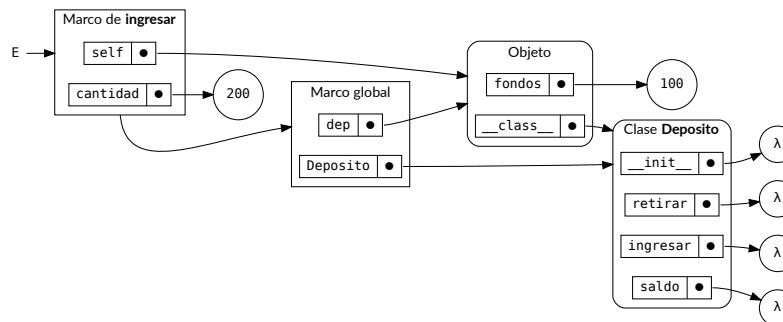 Marco de ingresar
E
self
cantidad
200
Marco global
dep
Deposito
Objeto
fondos
__class__
100
Clase Deposito
__init__
retirar
ingresar
saldo
λ
λ
λ
λ